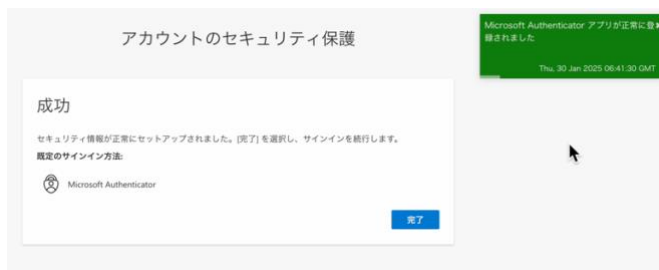 アカウントのセキュリティ保護
Microsoft Authenticator アプリが正常に登
録されました
Thu, 30 Jan 2025 06:41:30 GMT
成功
セキュリティ情報が正常にセットアップされました。[完了] を選択し、サインインを続行します。
既定のサインイン方法:
Microsoft Authenticator
完了